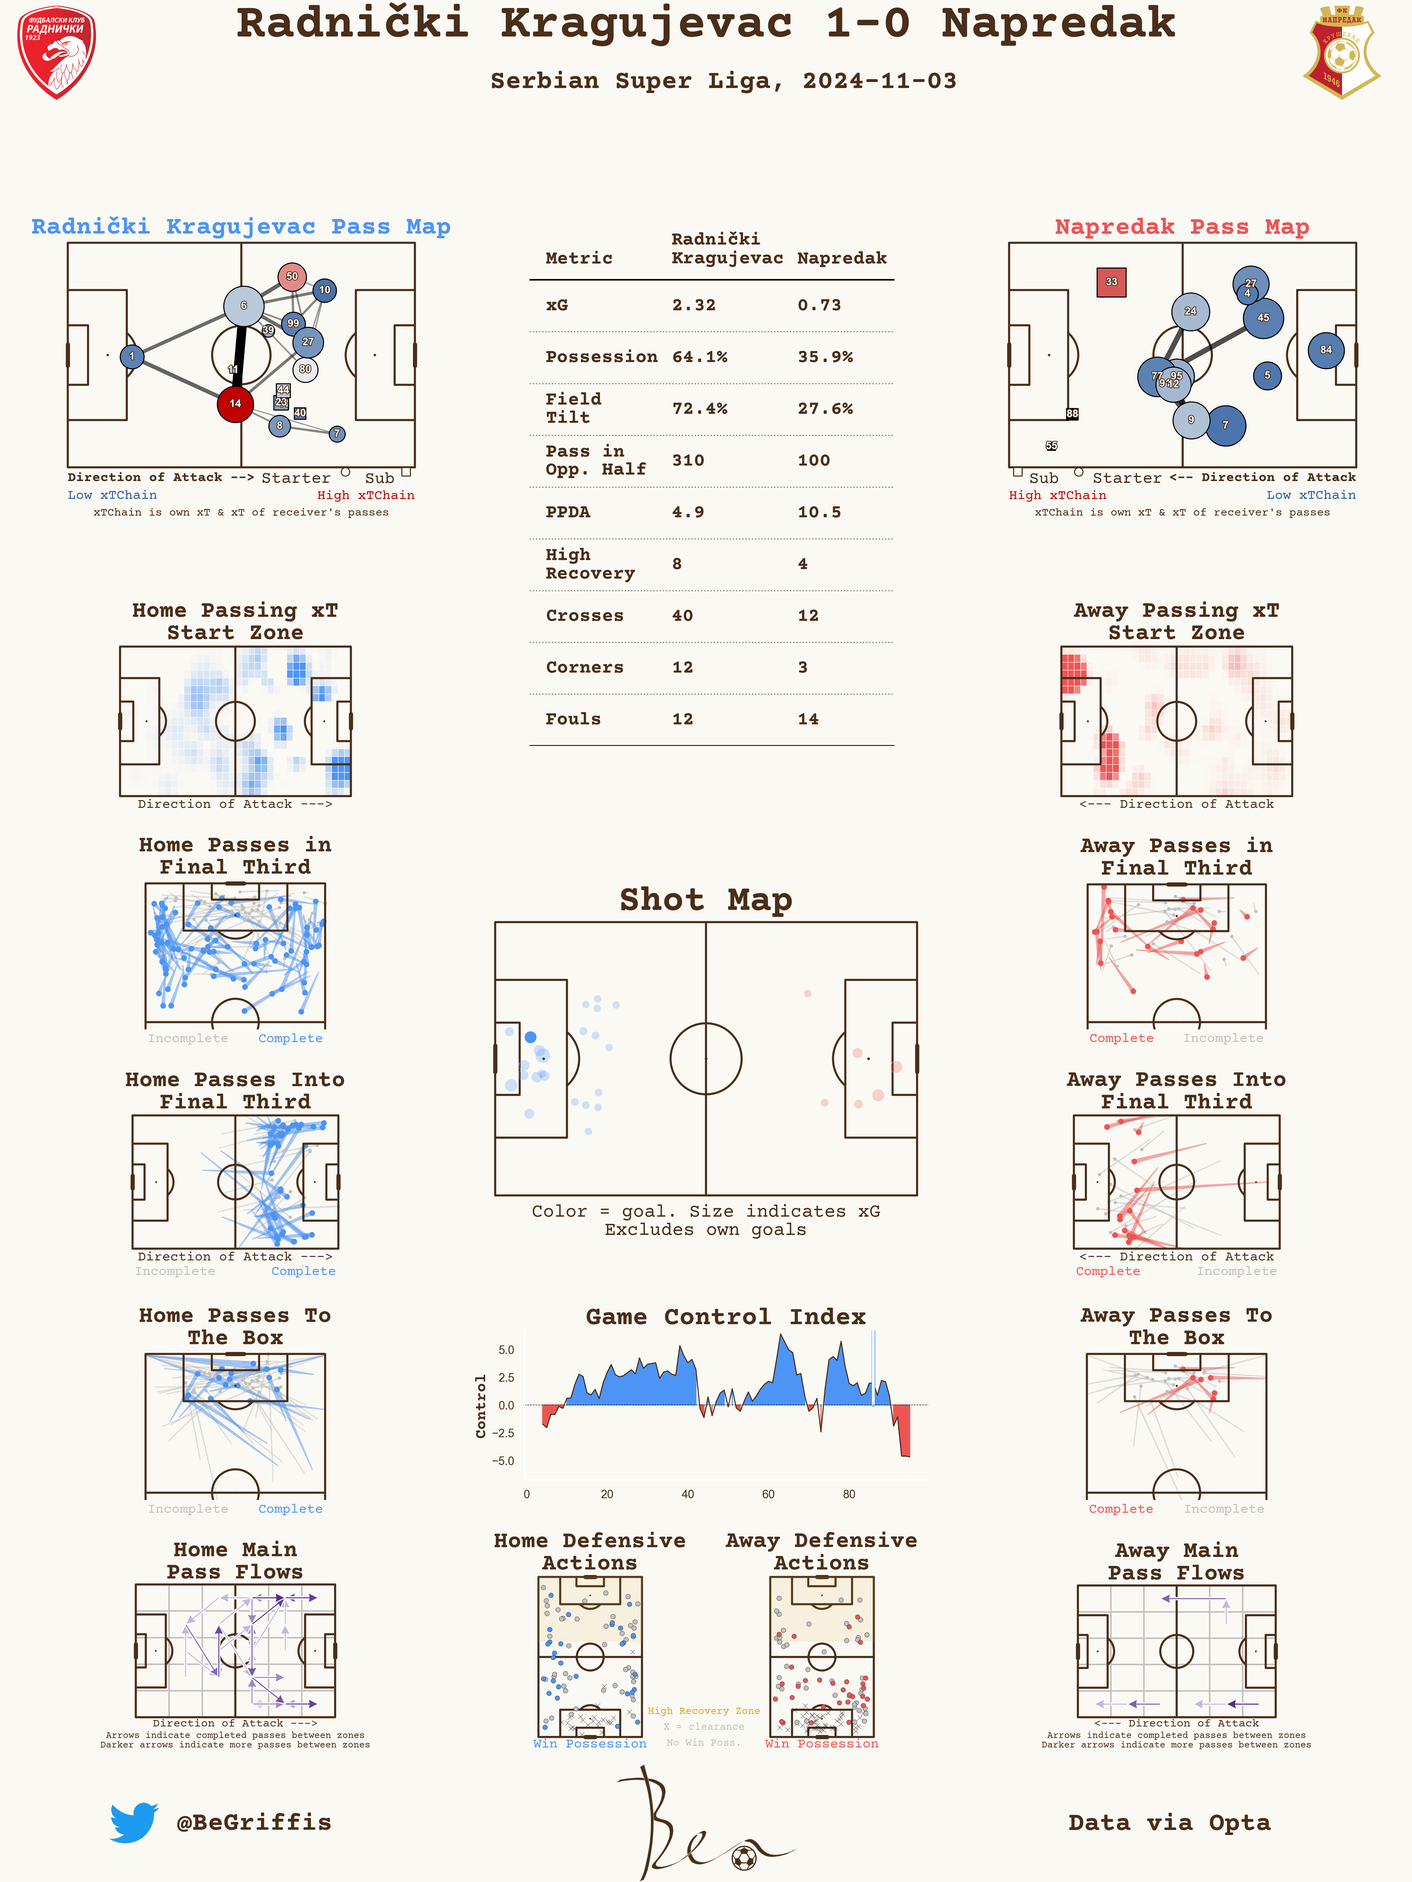 Radnički Kragujevac 1-0 Napredak
Serbian Super Liga, 2024-11-03
ФУДБАЛСКИ КЛУБ
РАДНИЧКИ
1923
ФК
НАПРЕДАК
КРУШЕВАЦ
1946
Radnički Kragujevac Pass Map
50
6
10
99
39
27
1
11
80
44
14
23
40
8
7
Direction of Attack --> Starter Sub
Low xTChain High xTChain
xTChain is own xT & xT of receiver's passes
Metric Radnički Kragujevac Napredak
xG 2.32 0.73
Possession 64.1% 35.9%
Field Tilt 72.4% 27.6%
Pass in Opp. Half 310 100
PPDA 4.9 10.5
High Recovery 8 4
Crosses 40 12
Corners 12 3
Fouls 12 14
Napredak Pass Map
33
27
4
24
45
84
77
95
12
5
9
7
88
55
Sub Starter <-- Direction of Attack
High xTChain Low xTChain
xTChain is own xT & xT of receiver's passes
Home Passing xT
Start Zone
Direction of Attack --->
Away Passing xT
Start Zone
<--- Direction of Attack
Home Passes in
Final Third
Incomplete Complete
Away Passes in
Final Third
Complete Incomplete
Shot Map
Color = goal. Size indicates xG
Excludes own goals
Home Passes Into
Final Third
Direction of Attack --->
Incomplete Complete
Away Passes Into
Final Third
<--- Direction of Attack
Complete Incomplete
Home Passes To
The Box
Incomplete Complete
Game Control Index
Control
5.0
2.5
0.0
−2.5
−5.0
0 20 40 60 80
Away Passes To
The Box
Complete Incomplete
Home Main
Pass Flows
Direction of Attack --->
Arrows indicate completed passes between zones
Darker arrows indicate more passes between zones
Home Defensive
Actions
Win Possession
Away Defensive
Actions
Win Possession
High Recovery Zone
X = clearance
No Win Poss.
Away Main
Pass Flows
<--- Direction of Attack
Arrows indicate completed passes between zones
Darker arrows indicate more passes between zones
@BeGriffis
Ben
Data via Opta